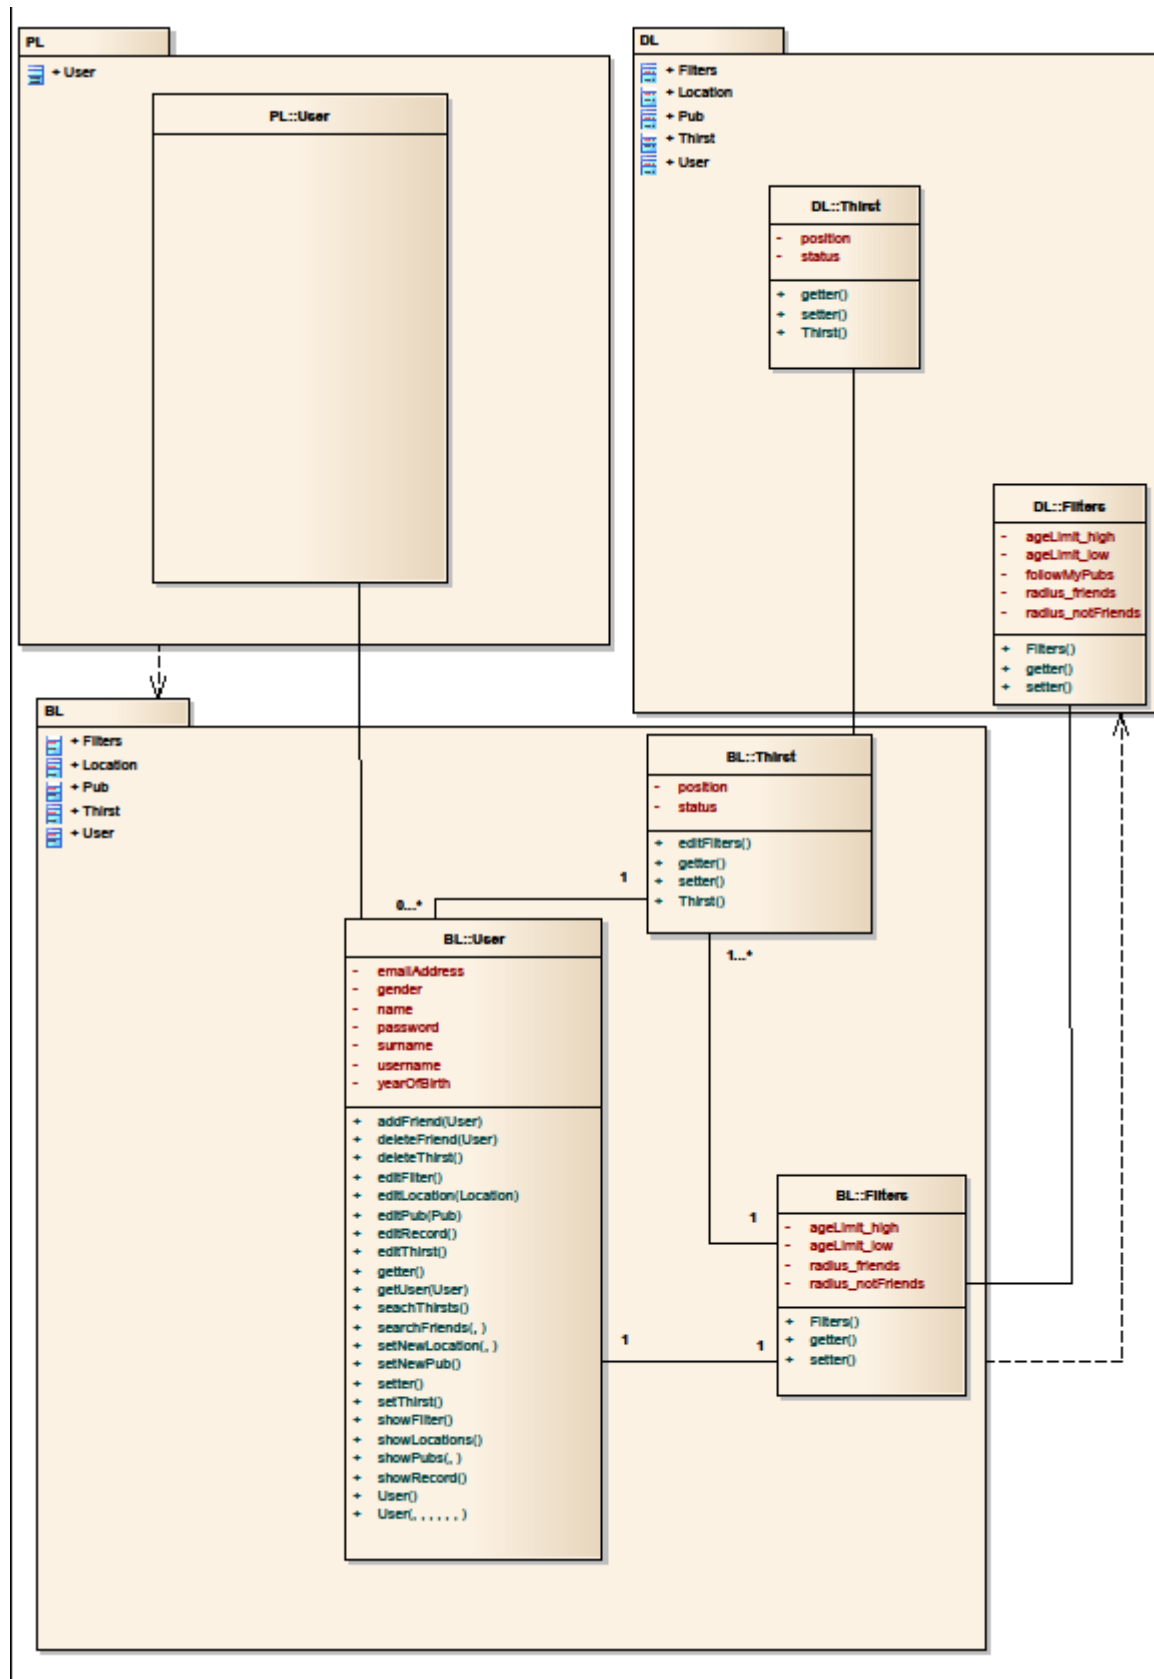 PL
+ User
PL::User
DL
+ Filters
+ Location
+ Pub
+ Thirst
+ User
DL::Thirst
- position
- status
+ getter()
+ setter()
+ Thirst()
DL::Filters
- ageLimit_high
- ageLimit_low
- followMyPubs
- radius_friends
- radius_notFriends
+ Filters()
+ getter()
+ setter()
BL
+ Filters
+ Location
+ Pub
+ Thirst
+ User
BL::Thirst
- position
- status
+ editFilters()
+ getter()
+ setter()
+ Thirst()
1
0...*
1...*
BL::User
- emailAddress
- gender
- name
- password
- surname
- username
- yearOfBirth
+ addFriend(User)
+ deleteFriend(User)
+ deleteThirst()
+ editFilter()
+ editLocation(Location)
+ editPub(Pub)
+ editRecord()
+ editThirst()
+ getter()
+ getUser(User)
+ seachThirsts()
+ searchFriends(, )
+ setNewLocation(, )
+ setNewPub()
+ setter()
+ setThirst()
+ showFilter()
+ showLocations()
+ showPubs(, )
+ showRecord()
+ User()
+ User(, , , , , , )
1
BL::Filters
- ageLimit_high
- ageLimit_low
- radius_friends
- radius_notFriends
+ Filters()
+ getter()
+ setter()
1
1